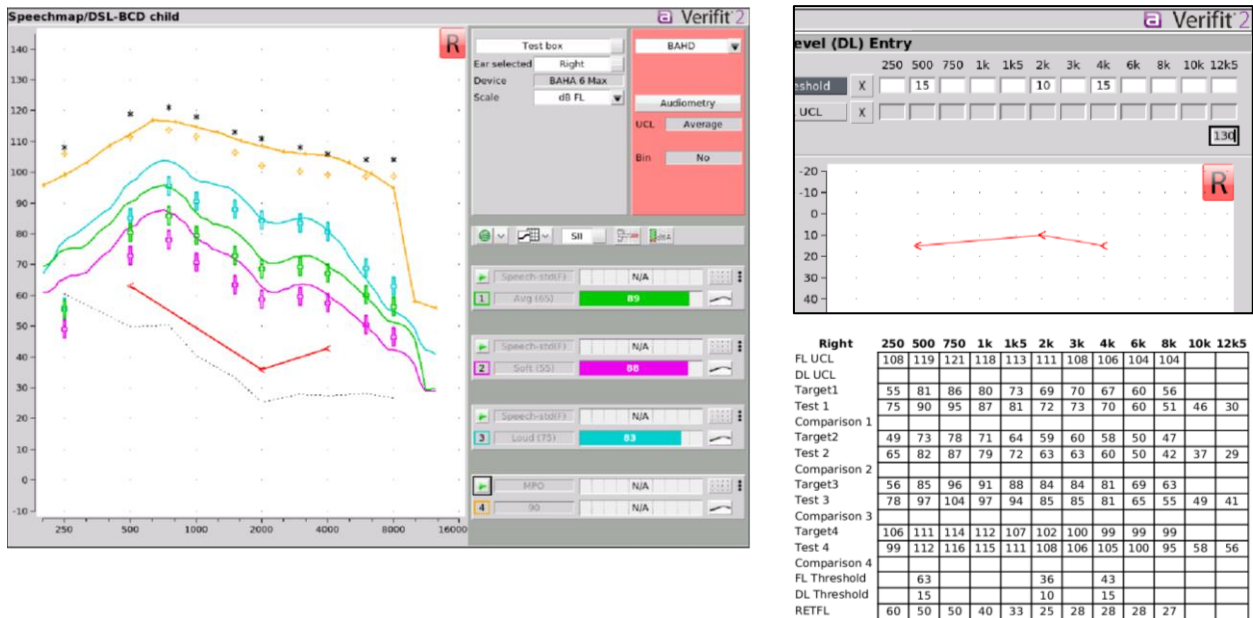 Speechmap/DSL-BCD child
a Verifit 2
R
140
130
120
110
100
90
80
70
60
50
40
30
20
10
0
-10
250 500 1000 2000 4000 8000 16000
Test box
Ear selected Right
Device BAHA 6 Max
Scale dB FL
BAHD
Audiometry
UCL Average
Bin No
SII
Speech-std(F) N/A
1 Avg (65) 89
Speech-std(F) N/A
2 Soft (55) 88
Speech-std(F) N/A
3 Loud (75) 83
MPO N/A
4 90 N/A
a Verifit 2
evel (DL) Entry
250 500 750 1k 1k5 2k 3k 4k 6k 8k 10k 12k5
eshold X 15 10 15
UCL X
130
R
-20
-10
0
10
20
30
40
Right 250 500 750 1k 1k5 2k 3k 4k 6k 8k 10k 12k5
FL UCL 108 119 121 118 113 111 108 106 104 104
DL UCL
Target1 55 81 86 80 73 69 70 67 60 56
Test 1 75 90 95 87 81 72 73 70 60 51 46 30
Comparison 1
Target2 49 73 78 71 64 59 60 58 50 47
Test 2 65 82 87 79 72 63 63 60 50 42 37 29
Comparison 2
Target3 56 85 96 91 88 84 84 81 69 63
Test 3 78 97 104 97 94 85 85 81 65 55 49 41
Comparison 3
Target4 106 111 114 112 107 102 100 99 99 99
Test 4 99 112 116 115 111 108 106 105 100 95 58 56
Comparison 4
FL Threshold 63 36 43
DL Threshold 15 10 15
RETFL 60 50 50 40 33 25 28 28 28 27